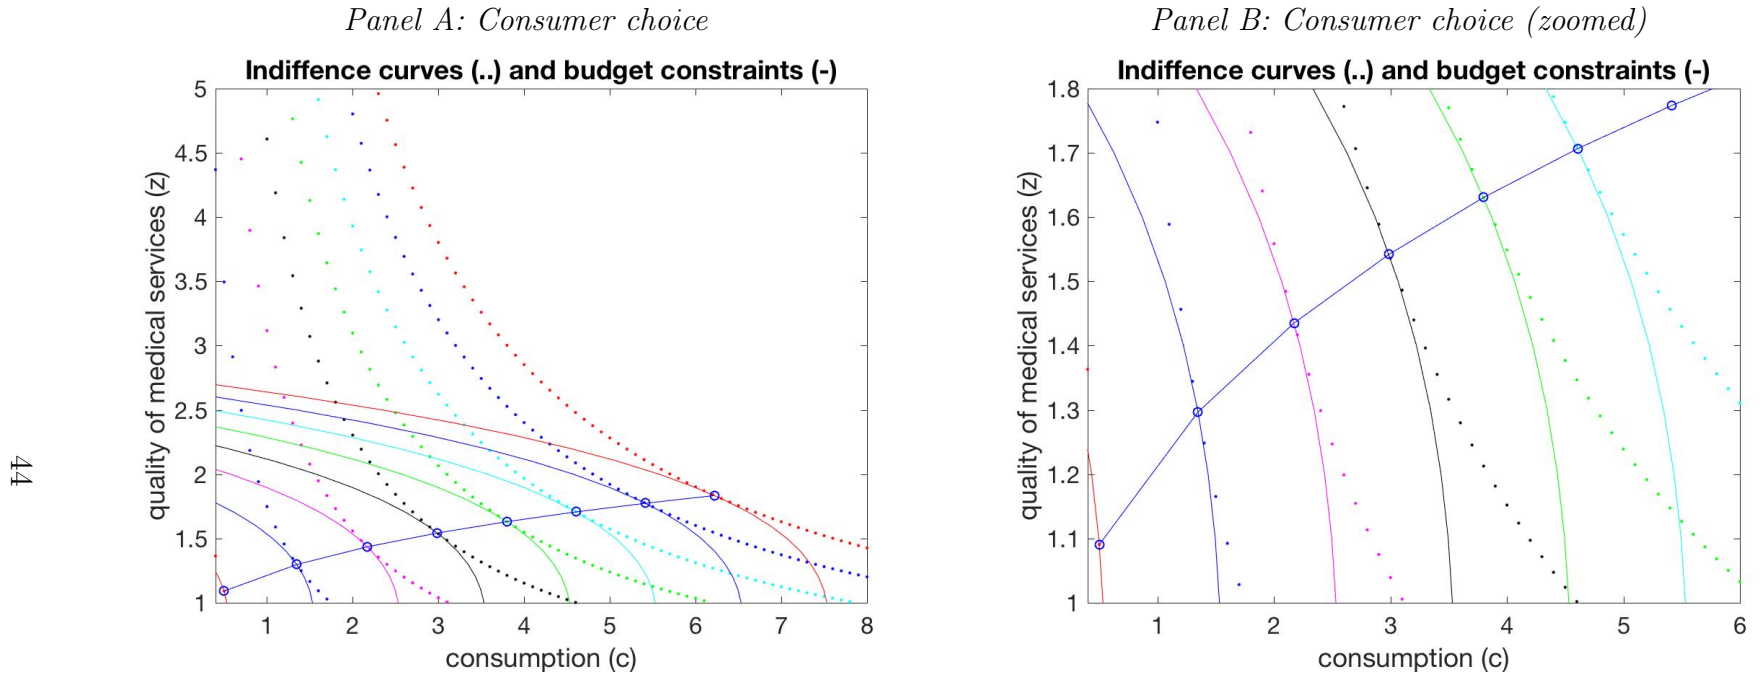 Panel A: Consumer choice
Panel B: Consumer choice (zoomed)
Indiffence curves (..) and budget constraints (-)
quality of medical services (z)
5
4.5
4
3.5
3
2.5
2
1.5
1
1 2 3 4 5 6 7 8
consumption (c)
Indiffence curves (..) and budget constraints (-)
quality of medical services (z)
1.8
1.7
1.6
1.5
1.4
1.3
1.2
1.1
1
1 2 3 4 5 6
consumption (c)
44